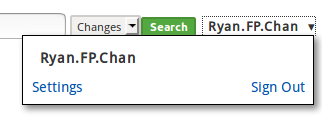 Changes Search Ryan.FP.Chan ▼
Ryan.FP.Chan
Settings Sign Out